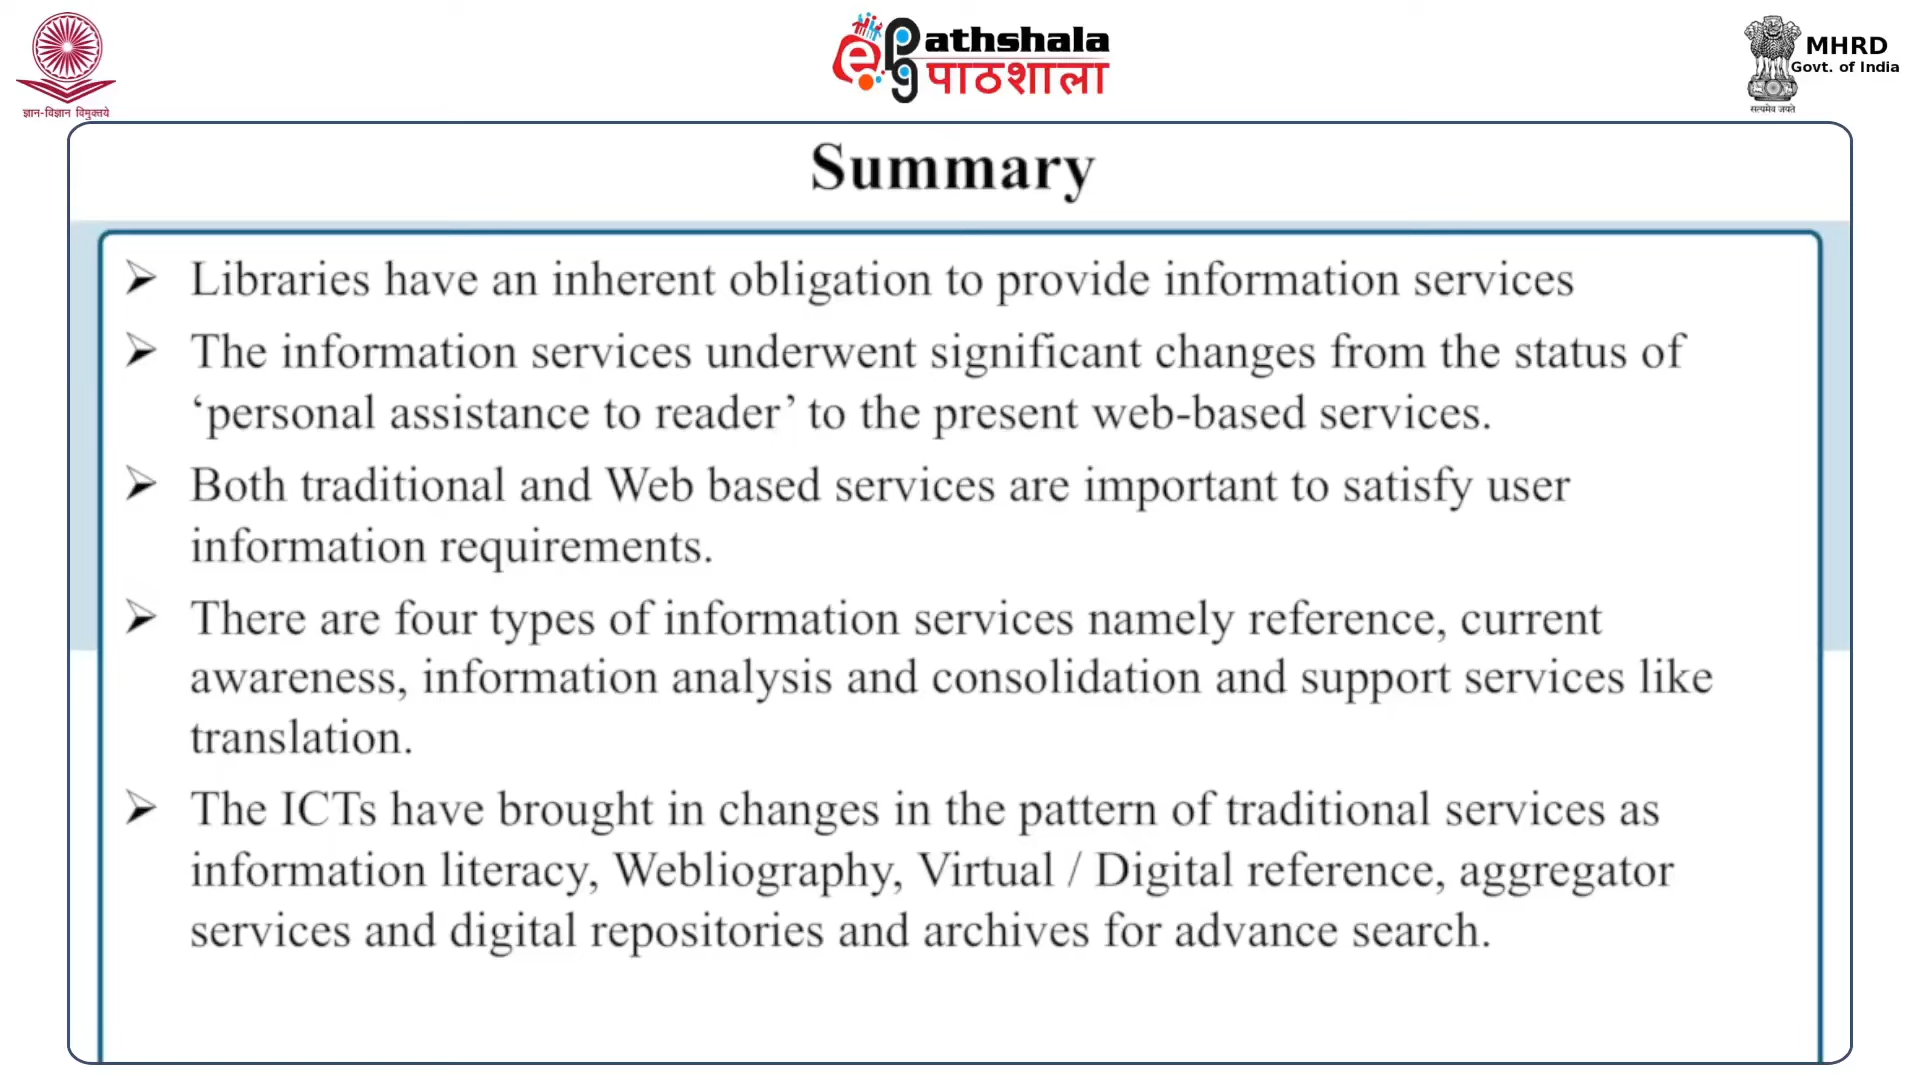 ज्ञान-विज्ञान विमुक्तये
ePathshala
पाठशाला
MHRD
Govt. of India
सत्यमेव जयते
Summary
➢ Libraries have an inherent obligation to provide information services
➢ The information services underwent significant changes from the status of
‘personal assistance to reader’ to the present web-based services.
➢ Both traditional and Web based services are important to satisfy user
information requirements.
➢ There are four types of information services namely reference, current
awareness, information analysis and consolidation and support services like
translation.
➢ The ICTs have brought in changes in the pattern of traditional services as
information literacy, Webliography, Virtual / Digital reference, aggregator
services and digital repositories and archives for advance search.